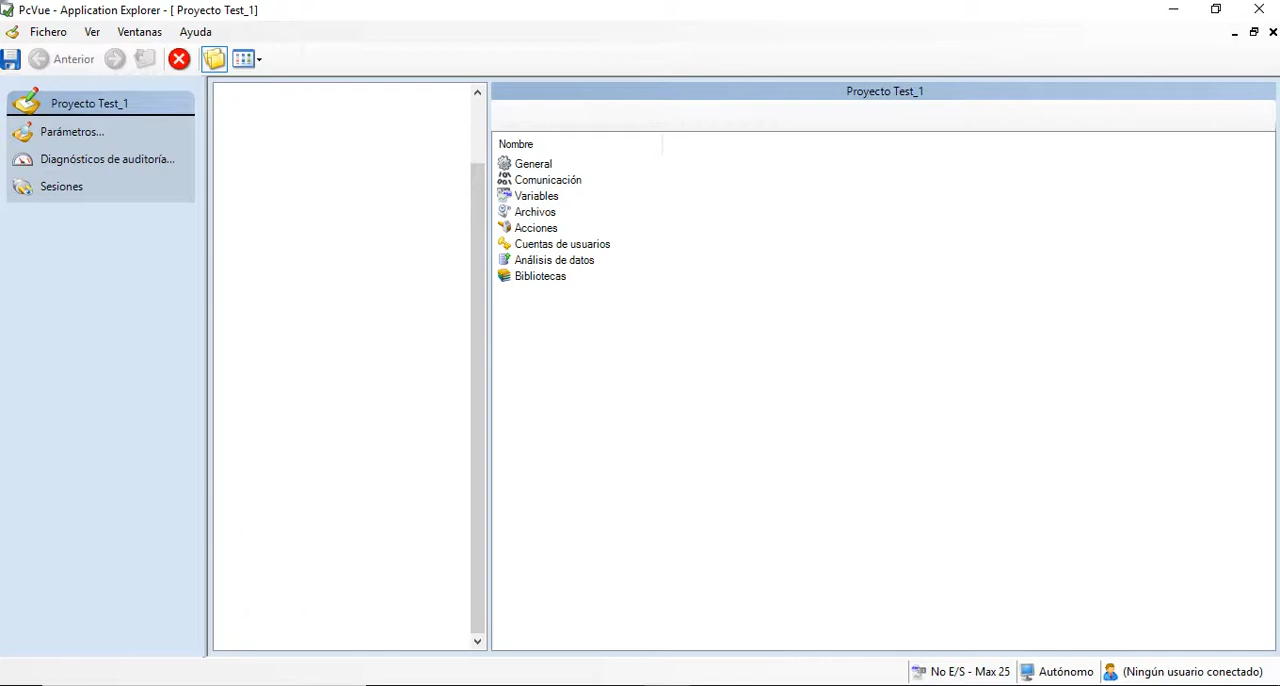 PcVue - Application Explorer - [ Proyecto Test_1]
Fichero Ver Ventanas Ayuda
Anterior
Proyecto Test_1
Parámetros...
Diagnósticos de auditoría...
Sesiones
Proyecto Test_1
Nombre
General
Comunicación
Variables
Archivos
Acciones
Cuentas de usuarios
Análisis de datos
Bibliotecas
No E/S - Max 25 Autónomo (Ningún usuario conectado)